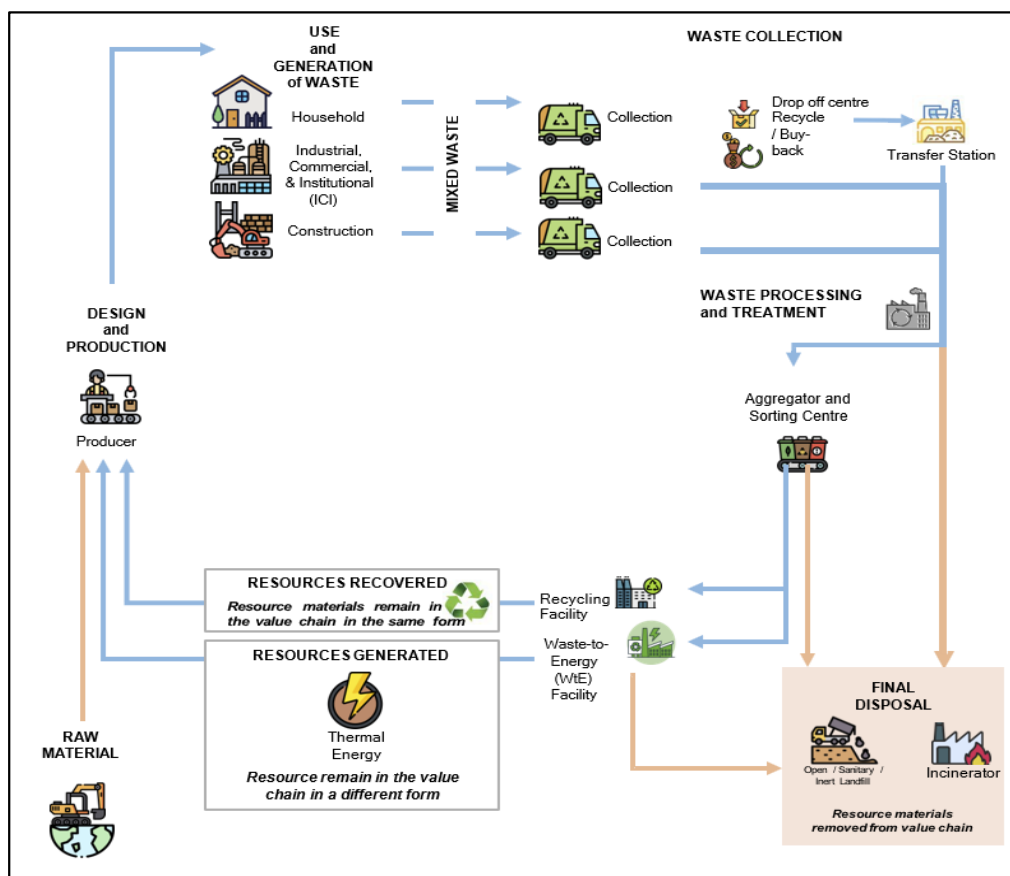 USE
and
GENERATION
of WASTE
WASTE COLLECTION
Household
Industrial,
Commercial,
& Institutional
(ICI)
Construction
MIXED WASTE
Collection
Collection
Collection
Drop off centre
Recycle
/ Buy-
back
Transfer Station
WASTE PROCESSING
and TREATMENT
DESIGN
and
PRODUCTION
Producer
Aggregator and
Sorting Centre
RESOURCES RECOVERED
Resource materials remain in
the value chain in the same form
Recycling
Facility
RESOURCES GENERATED
Thermal
Energy
Resource remain in the value
chain in a different form
Waste-to-
Energy
(WtE)
Facility
RAW
MATERIAL
FINAL
DISPOSAL
Open / Sanitary /
Inert Landfill
Incinerator
Resource materials
removed from value chain